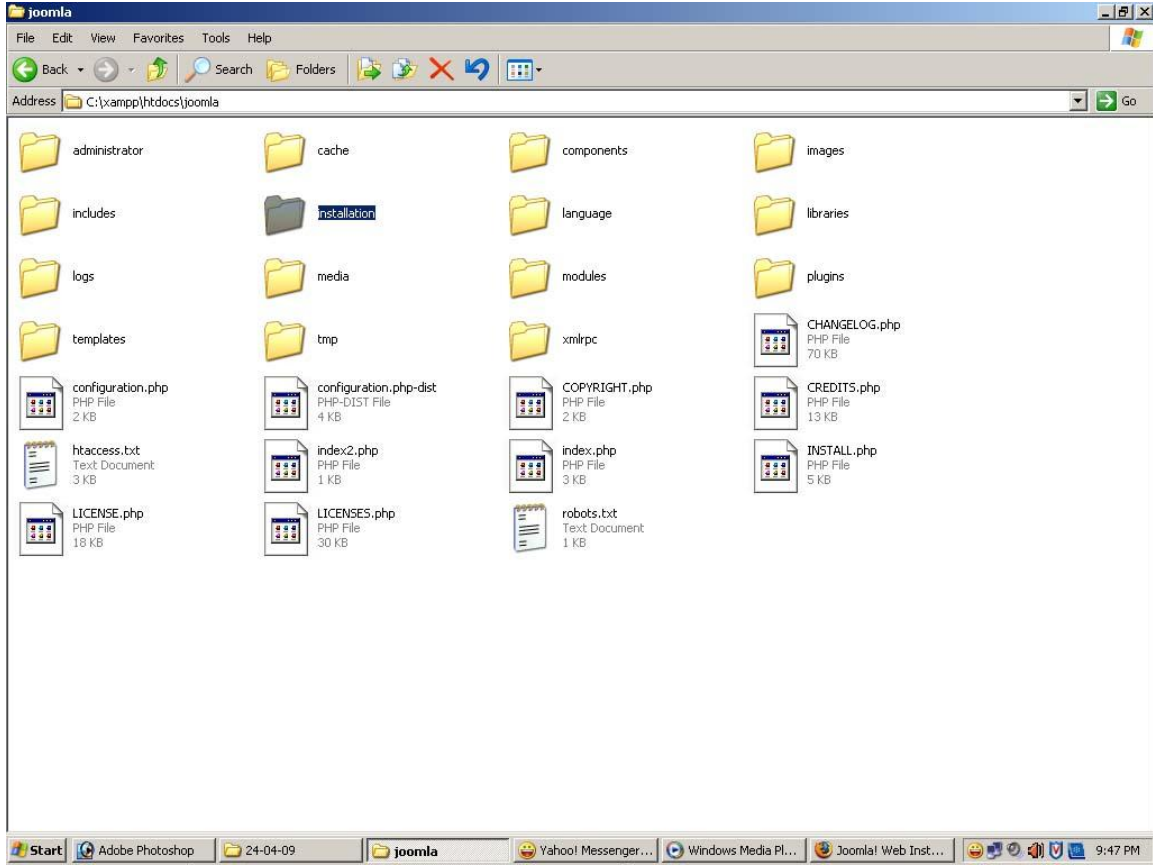 joomla
File Edit View Favorites Tools Help
Back Search Folders
Address C:\xampp\htdocs\joomla Go
administrator cache components images
includes installation language libraries
logs media modules plugins
templates tmp xmlrpc CHANGELOG.php
PHP File
70 KB
configuration.php configuration.php-dist COPYRIGHT.php CREDITS.php
PHP File PHP-DIST File PHP File PHP File
2 KB 4 KB 2 KB 13 KB
htaccess.txt index2.php index.php INSTALL.php
Text Document PHP File PHP File PHP File
3 KB 1 KB 3 KB 5 KB
LICENSE.php LICENSES.php robots.txt
PHP File PHP File Text Document
18 KB 30 KB 1 KB
Start Adobe Photoshop 24-04-09 joomla Yahoo! Messenger... Windows Media Pl... Joomla! Web Inst... 9:47 PM